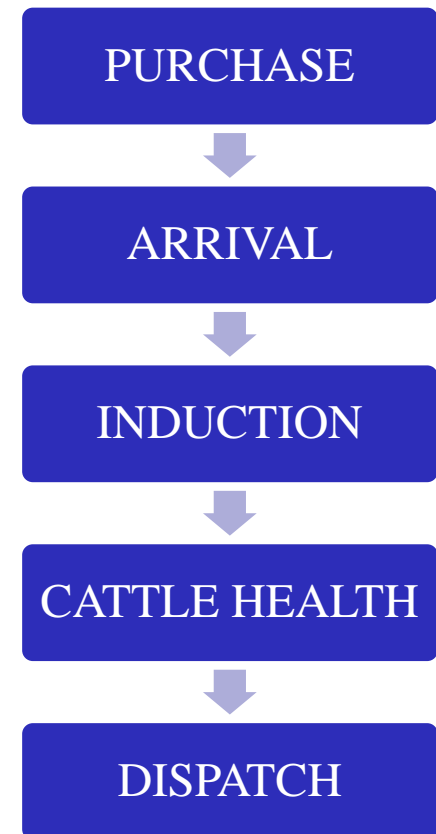 PURCHASE
ARRIVAL
INDUCTION
CATTLE HEALTH
DISPATCH